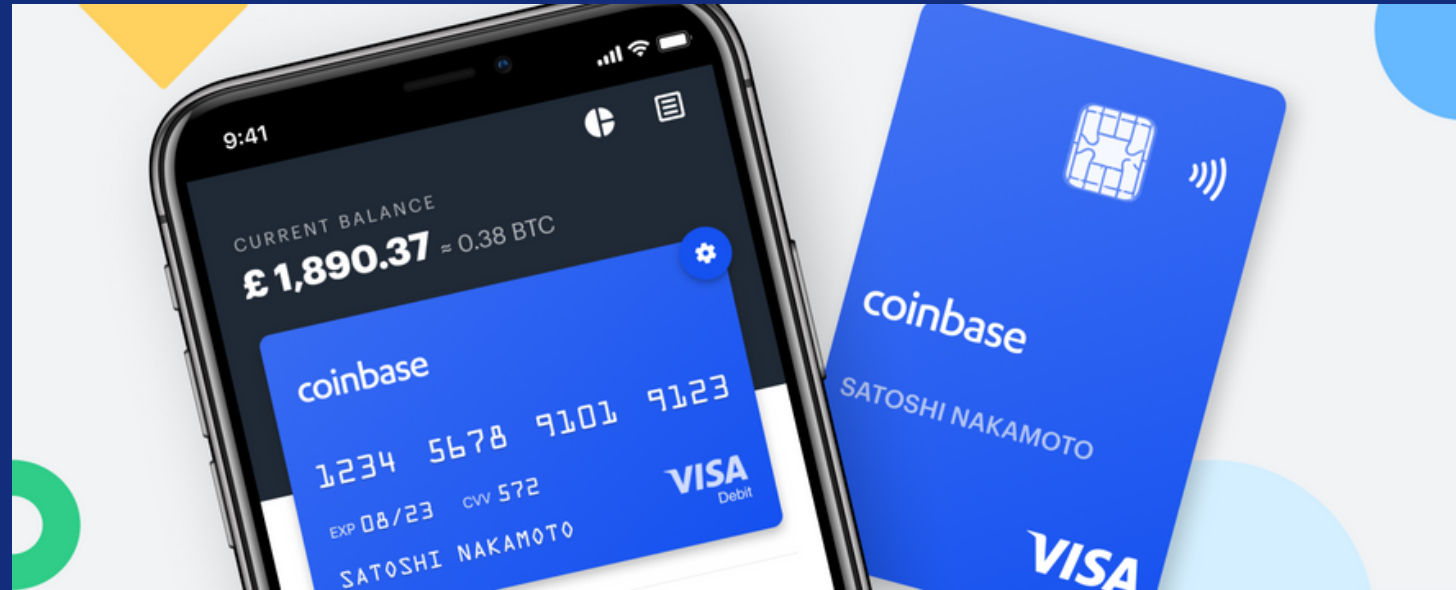 9:41
CURRENT BALANCE
£1,890.37 ≈ 0.38 BTC
coinbase
1234 5678 9101 9123
EXP 08/23 CVV 572
VISA
Debit
SATOSHI NAKAMOTO
coinbase
SATOSHI NAKAMOTO
VISA